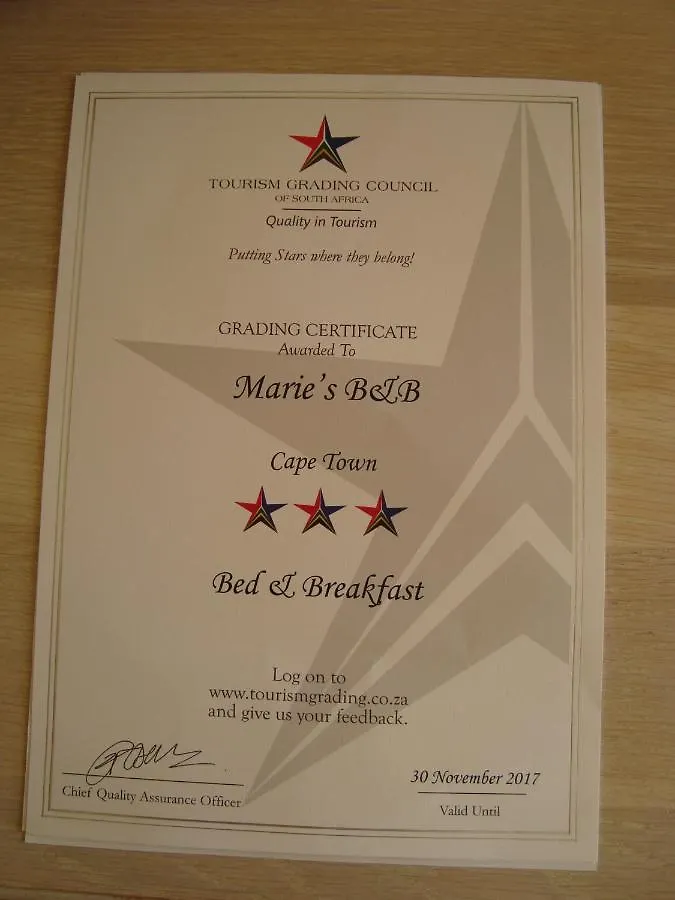 TOURISM GRADING COUNCIL
OF SOUTH AFRICA
Quality in Tourism
Putting Stars where they belong!
GRADING CERTIFICATE
Awarded To
Marie's B&B
Cape Town
Bed & Breakfast
Log on to
www.tourismgrading.co.za
and give us your feedback.
30 November 2017
Chief Quality Assurance Officer
Valid Until